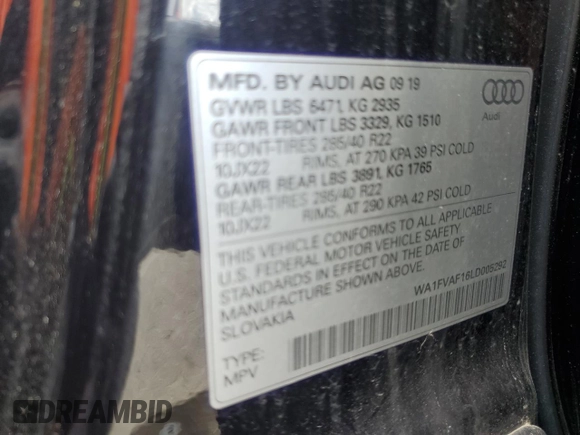 MFD. BY AUDI AG 09 19
GVWR LBS 6471, KG 2935
GAWR FRONT LBS 3329, KG 1510
FRONT-TIRES 285/40 R22
10JX22 RIMS, AT 270 KPA 39 PSI COLD
GAWR REAR LBS 3891, KG 1765
REAR-TIRES 285/40 R22
10JX22 RIMS, AT 290 KPA 42 PSI COLD
THIS VEHICLE CONFORMS TO ALL APPLICABLE
U.S. FEDERAL MOTOR VEHICLE SAFETY
STANDARDS IN EFFECT ON THE DATE OF
MANUFACTURE SHOWN ABOVE.
SLOVAKIA
WA1FVAF16LD005292
TYPE:
MPV
Audi
DREAMBID